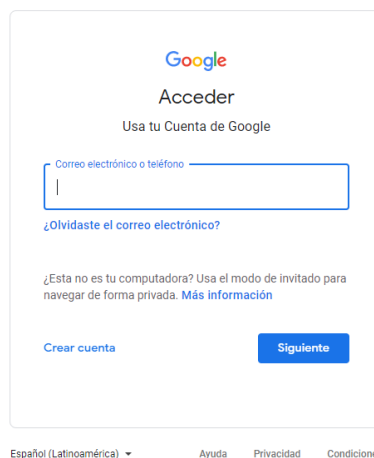 Google
Acceder
Usa tu Cuenta de Google
Correo electrónico o teléfono
¿Olvidaste el correo electrónico?
¿Esta no es tu computadora? Usa el modo de invitado para
navegar de forma privada. Más información
Crear cuenta
Siguiente
Español (Latinoamérica) Ayuda Privacidad Condicione